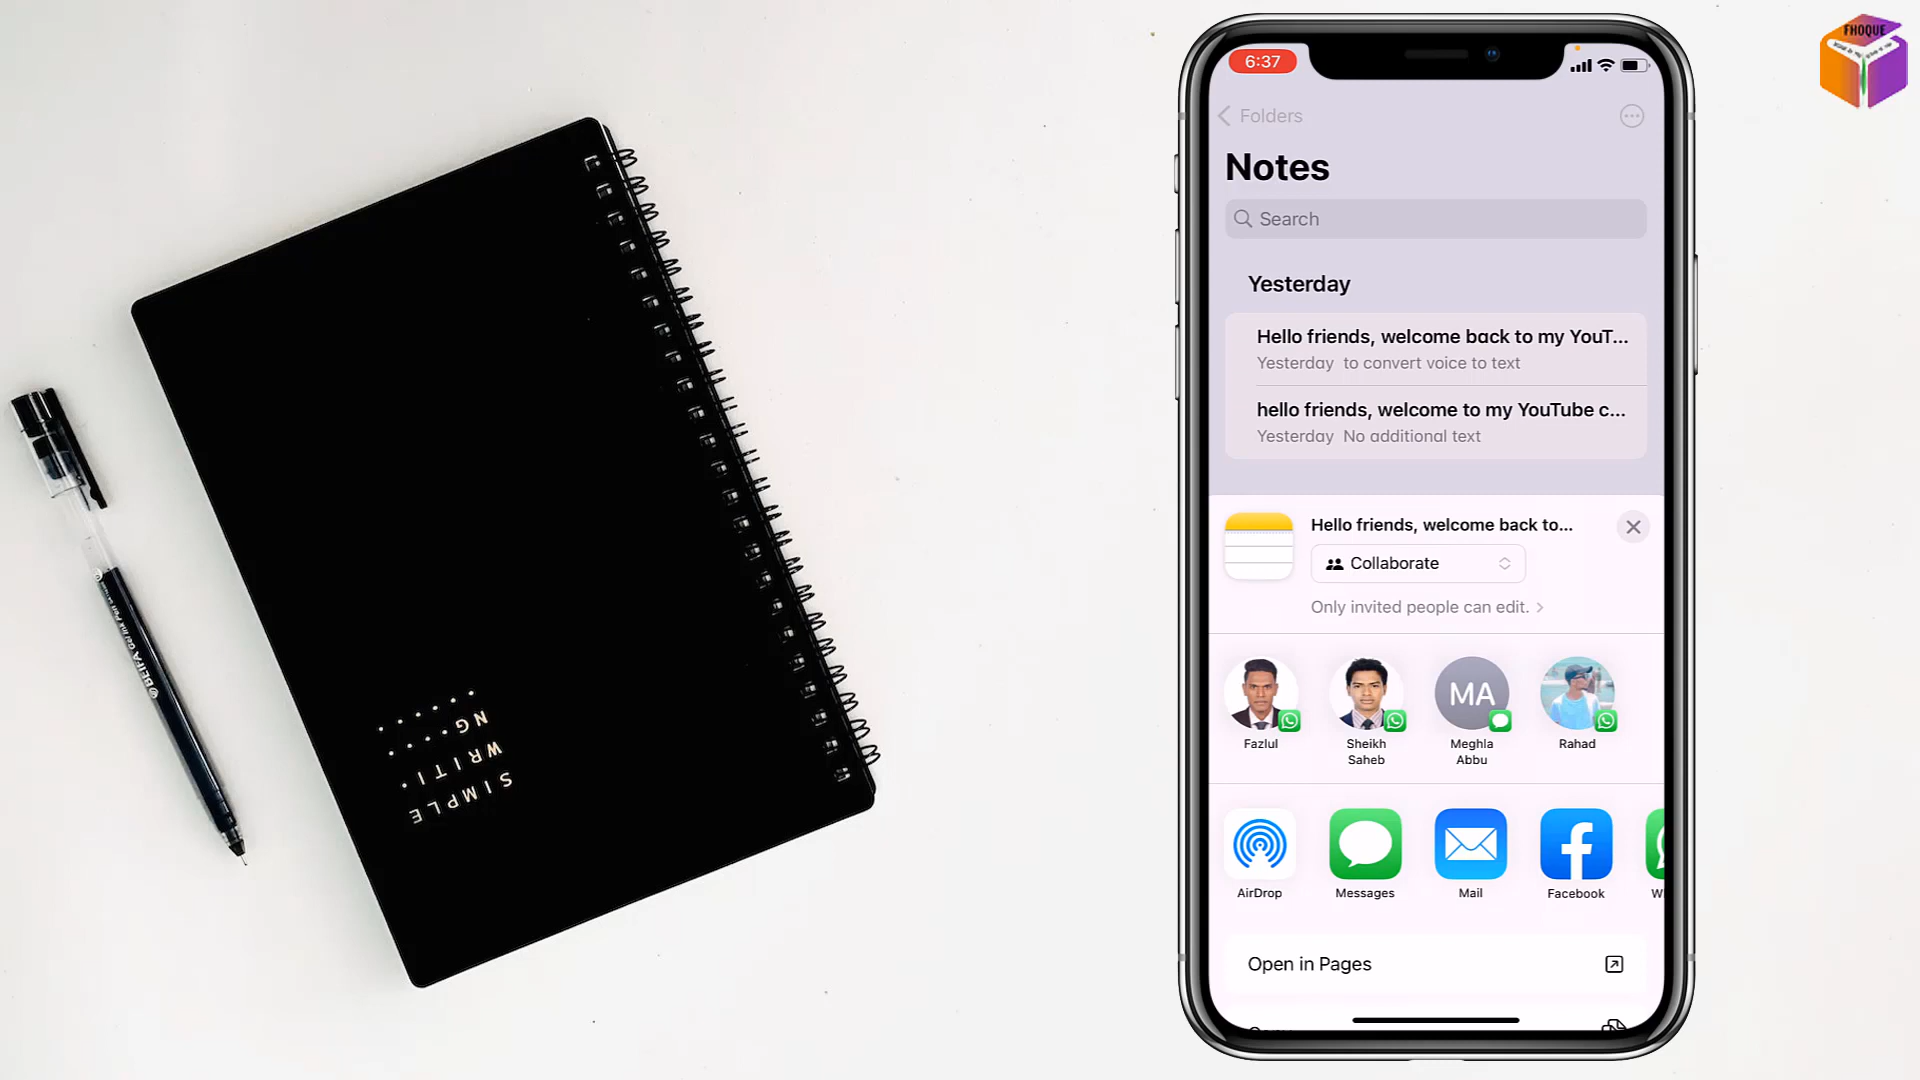 FHOQUE
6:37
Folders
Notes
Search
Yesterday
Hello friends, welcome back to my YouT...
Yesterday to convert voice to text
hello friends, welcome to my YouTube c...
Yesterday No additional text
Hello friends, welcome back to...
Collaborate
Only invited people can edit.
Fazlul
Sheikh
Saheb
MA
Meghla
Abbu
Rahad
AirDrop
Messages
Mail
Facebook
W
Open in Pages
SIMPLE
WRITI
NG